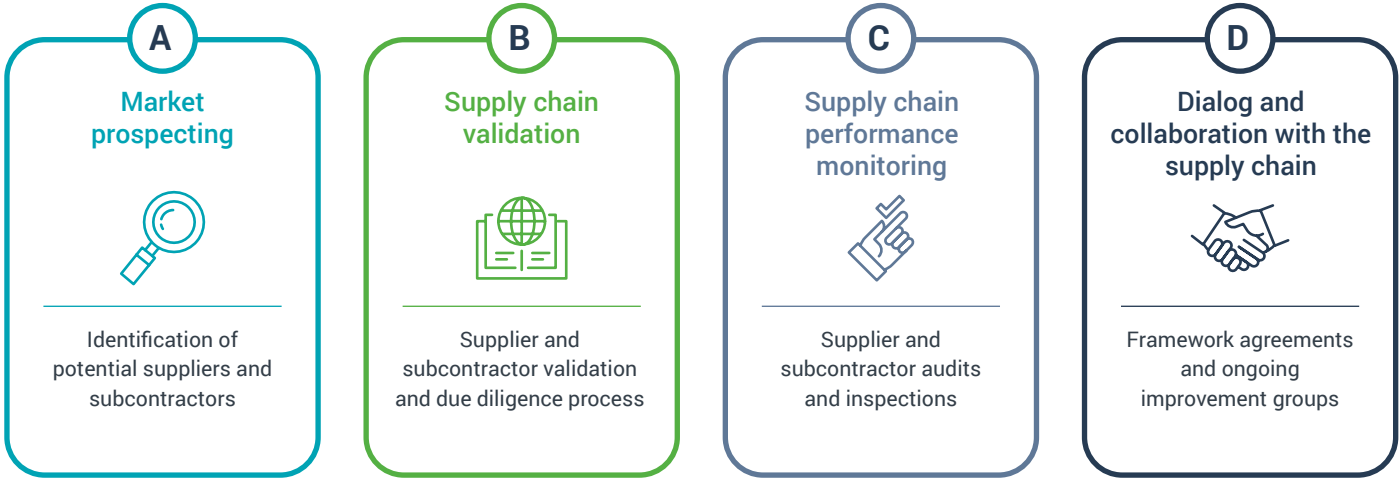 A
Market
prospecting
Identification of
potential suppliers and
subcontractors
B
Supply chain
validation
Supplier and
subcontractor validation
and due diligence process
C
Supply chain
performance
monitoring
Supplier and
subcontractor audits
and inspections
D
Dialog and
collaboration with the
supply chain
Framework agreements
and ongoing
improvement groups